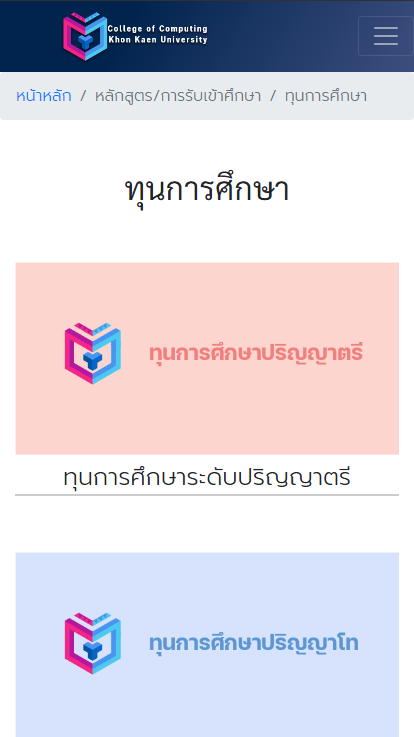 College of Computing
Khon Kaen University
หน้าหลัก / หลักสูตร/การรับเข้าศึกษา / ทุนการศึกษา
ทุนการศึกษา
ทุนการศึกษาปริญญาตรี
ทุนการศึกษาระดับปริญญาตรี
ทุนการศึกษาปริญญาโท